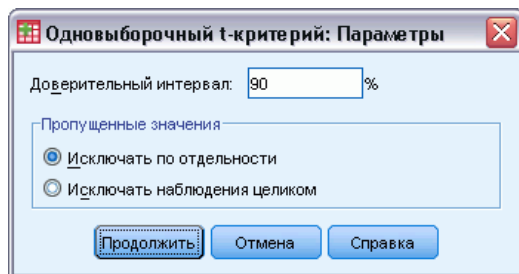 Одновыборочный t-критерий: Параметры
Доверительный интервал: 90 %
Пропущенные значения
Исключать по отдельности
Исключать наблюдения целиком
Продолжить Отмена Справка